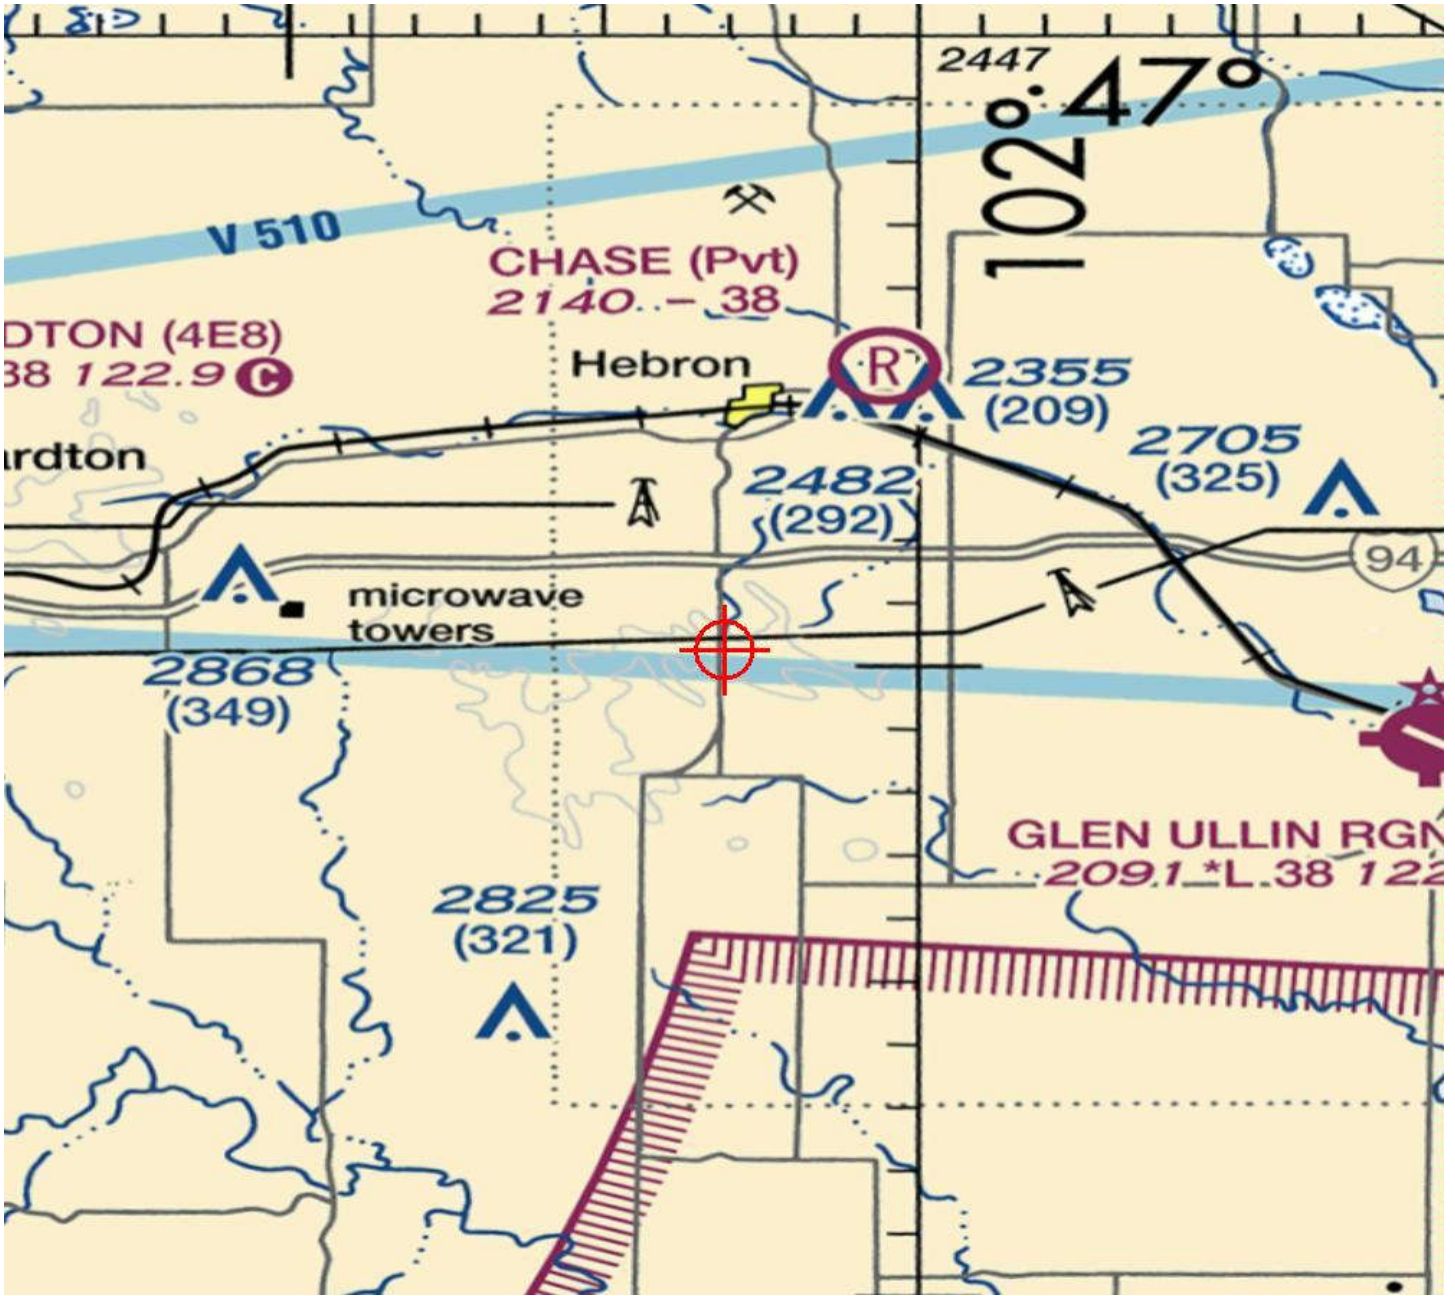 2447
47°
102°
V 510
CHASE (Pvt)
2140 - 38
DTON (4E8)
38 122.9 C
Hebron
R
2355
(209)
rdton
2705
(325)
2482
(292)
94
microwave
towers
2868
(349)
GLEN ULLIN RGN
2091 *L 38 122
2825
(321)